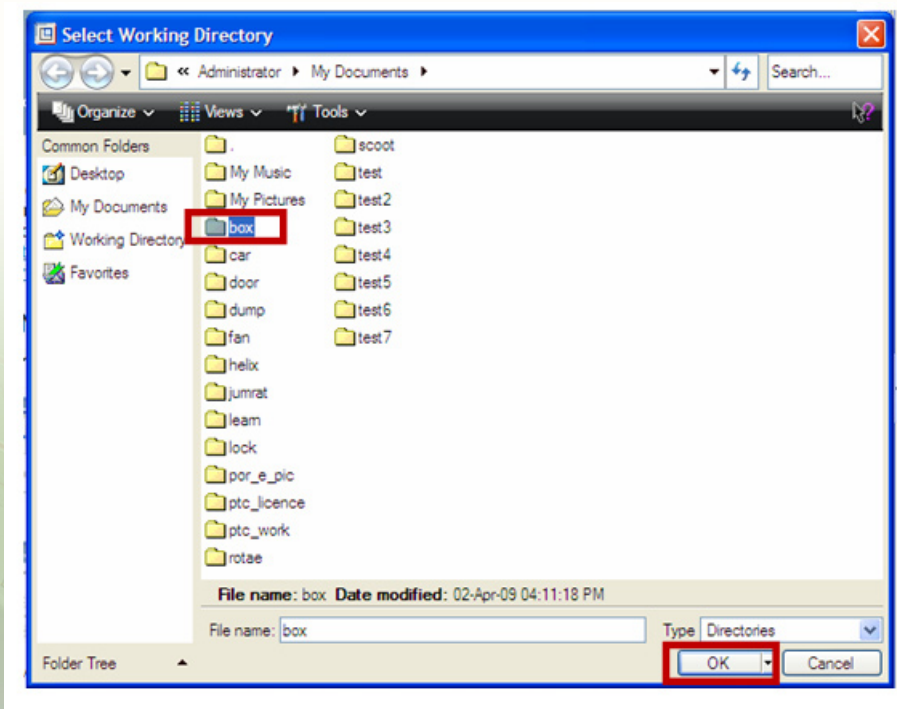 Select Working Directory
« Administrator My Documents Search...
Organize Views Tools
Common Folders
Desktop
My Documents
Working Directory
Favorites
.
My Music
My Pictures
box
car
door
dump
fan
helix
jumrat
learn
lock
por_e_pic
ptc_licence
ptc_work
rotae
scoot
test
test2
test3
test4
test5
test6
test7
File name: box Date modified: 02-Apr-09 04:11:18 PM
File name: box Type Directories
Folder Tree OK Cancel